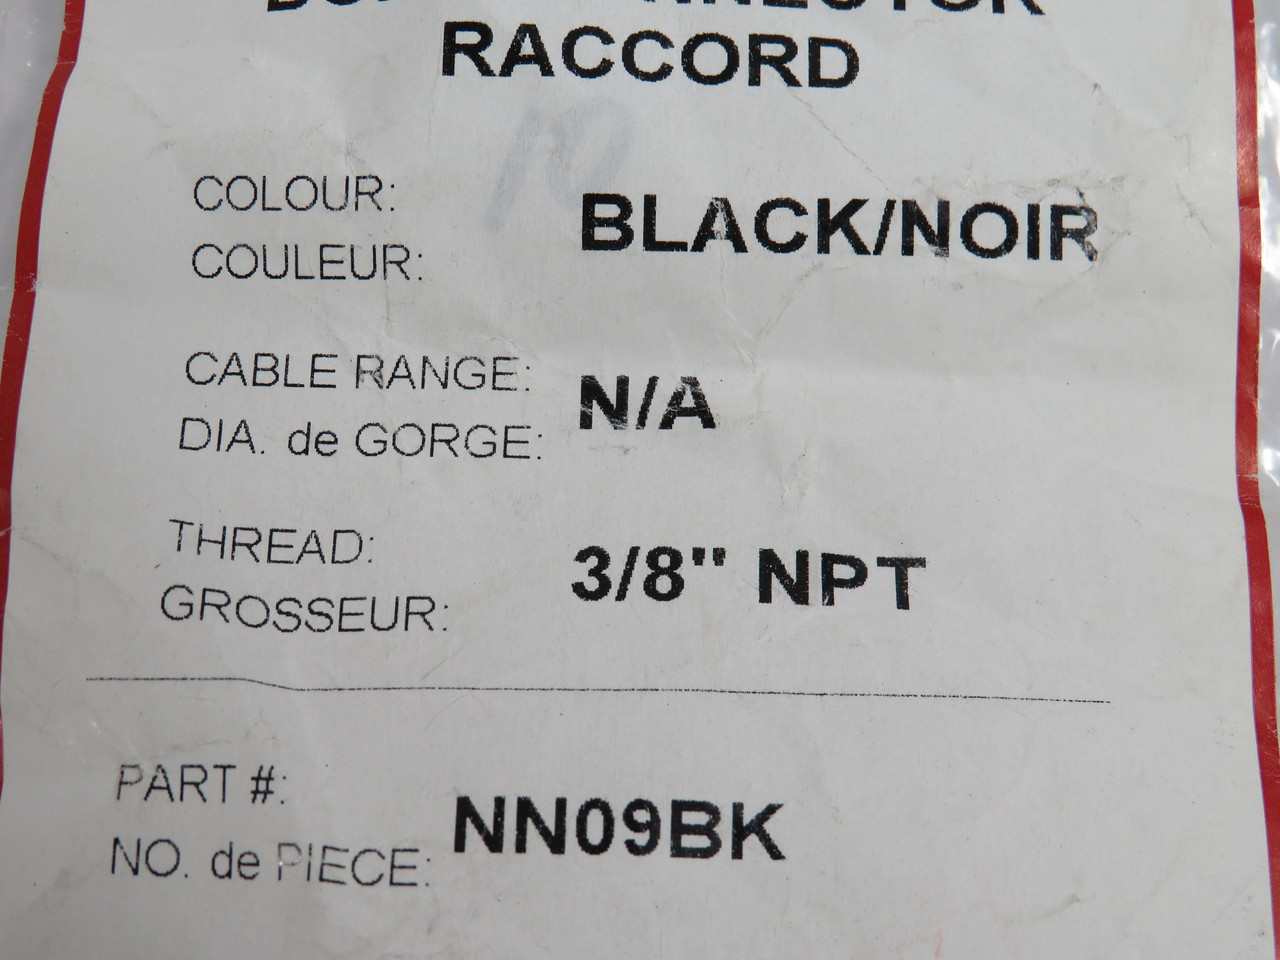 RACCORD
10
COLOUR:
COULEUR:
BLACK/NOIR
CABLE RANGE:
DIA. de GORGE:
N/A
THREAD:
GROSSEUR:
3/8" NPT
PART #:
NO. de PIECE:
NN09BK